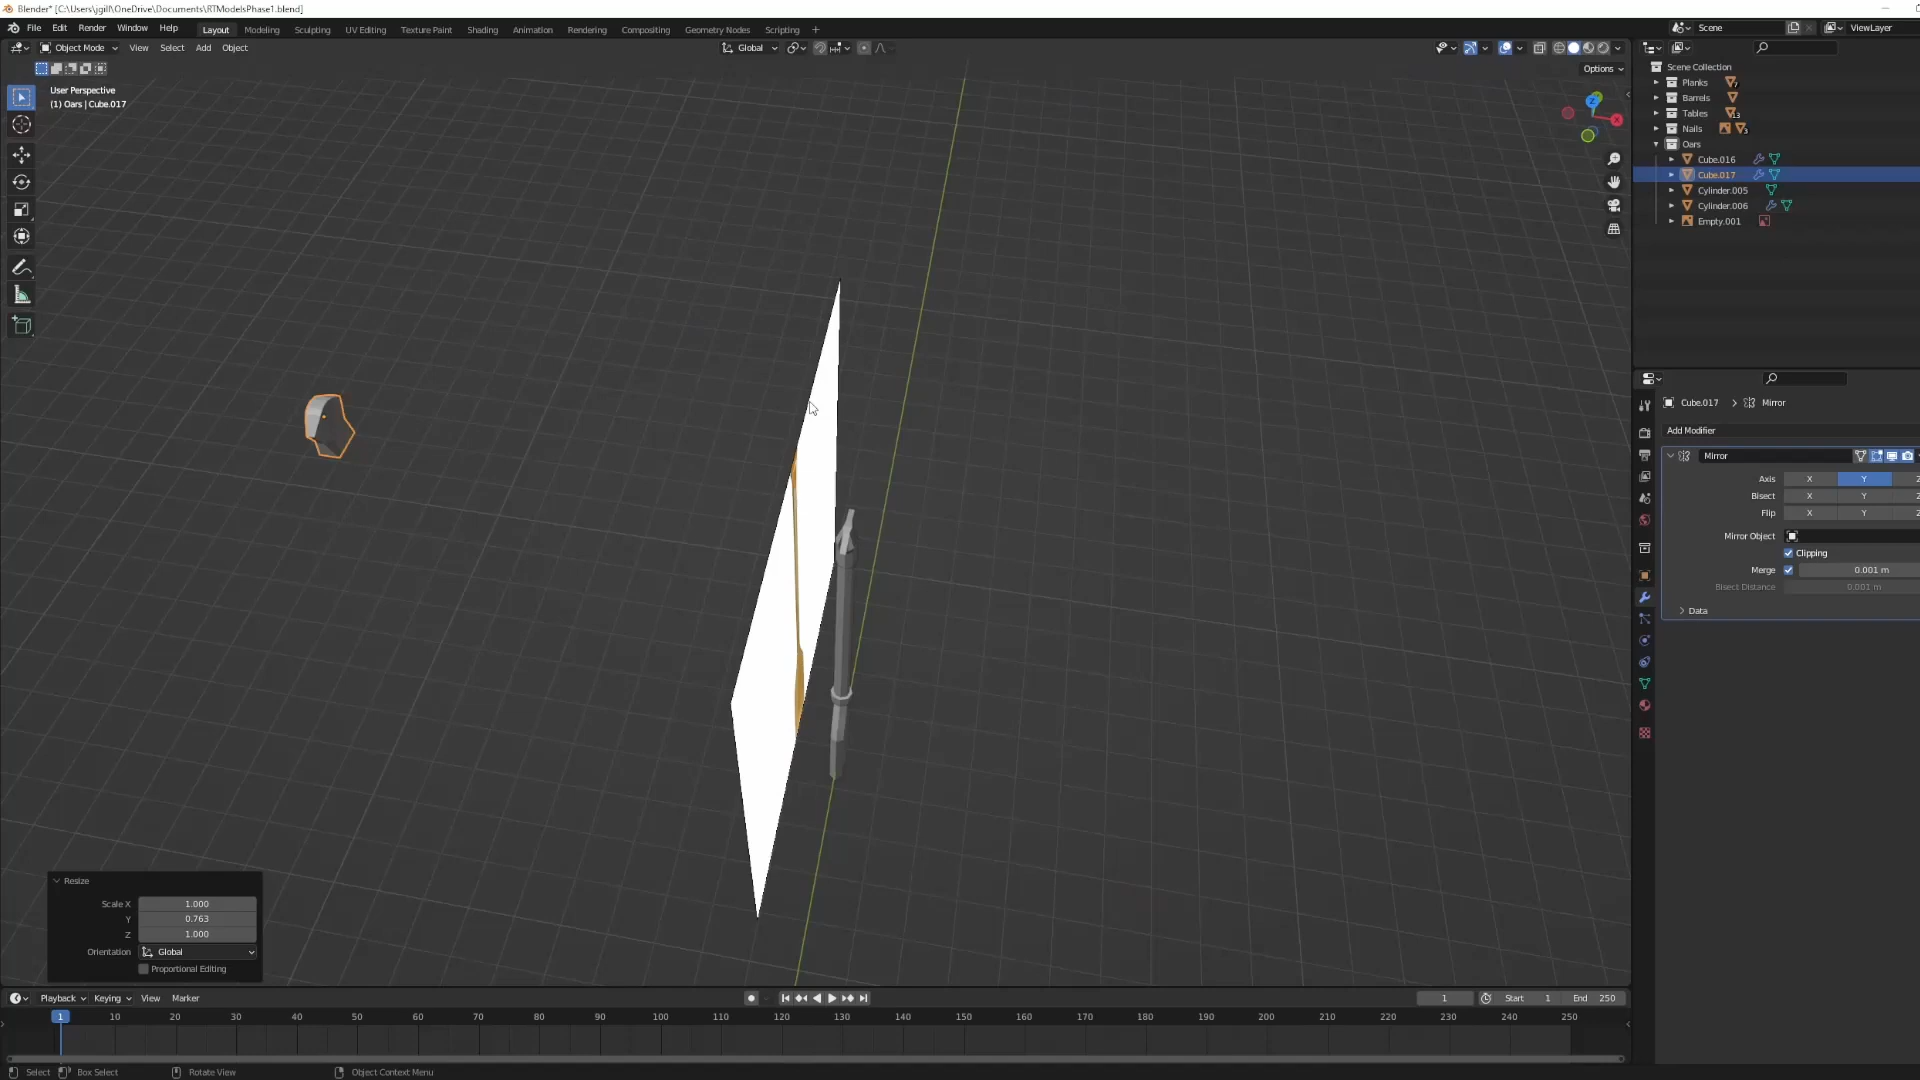 Blender* [C:\Users\jgill\OneDrive\Documents\RTModelsPhase1.blend]
File Edit Render Window Help Layout Modeling Sculpting UV Editing Texture Paint Shading Animation Rendering Compositing Geometry Nodes Scripting + Scene ViewLayer
Object Mode View Select Add Object Global
Options
User Perspective
(1) Oars | Cube.017
Scene Collection
Planks
Barrels
Tables 13
Nails 3
Oars
Cube.016
Cube.017
Cylinder.005
Cylinder.006
Empty.001
Z
X
Cube.017 > Mirror
Add Modifier
Mirror
Axis X Y Z
Bisect X Y Z
Flip X Y Z
Mirror Object
Clipping
Merge 0.001 m
Bisect Distance 0.001 m
Data
Resize
Scale X 1.000
Y 0.763
Z 1.000
Orientation Global
Proportional Editing
Playback Keying View Marker 1 Start 1 End 250
1 10 20 30 40 50 60 70 80 90 100 110 120 130 140 150 160 170 180 190 200 210 220 230 240 250
Select Box Select Rotate View Object Context Menu